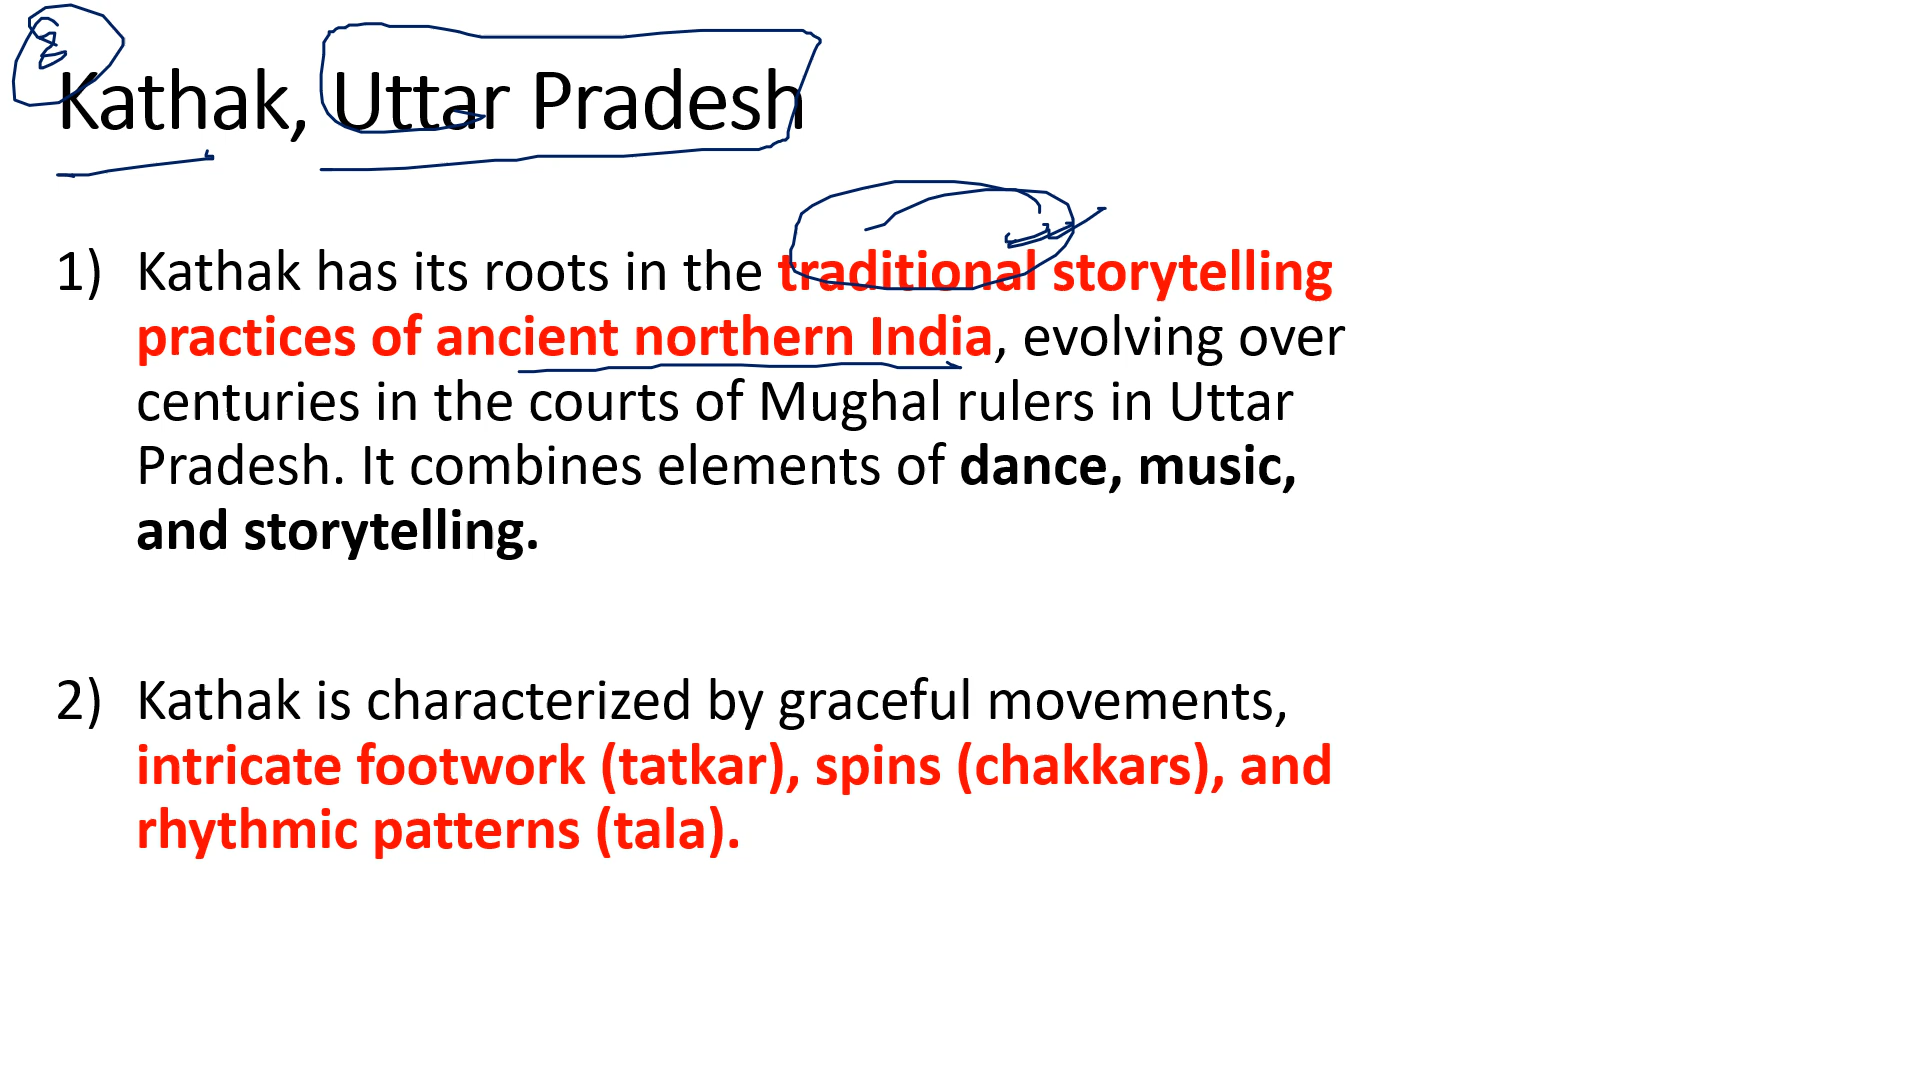 Kathak, Uttar Pradesh
1) Kathak has its roots in the traditional storytelling
practices of ancient northern India, evolving over
centuries in the courts of Mughal rulers in Uttar
Pradesh. It combines elements of dance, music,
and storytelling.
2) Kathak is characterized by graceful movements,
intricate footwork (tatkar), spins (chakkars), and
rhythmic patterns (tala).